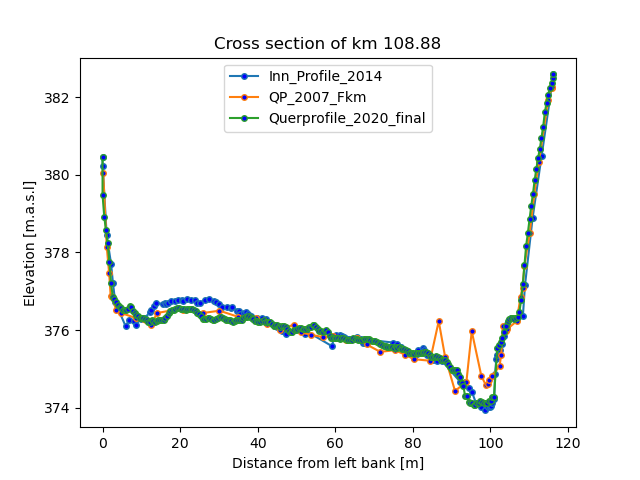 Cross section of km 108.88
Inn_Profile_2014
QP_2007_Fkm
Querprofile_2020_final
Elevation [m.a.s.l]
382
380
378
376
374
0 20 40 60 80 100 120
Distance from left bank [m]